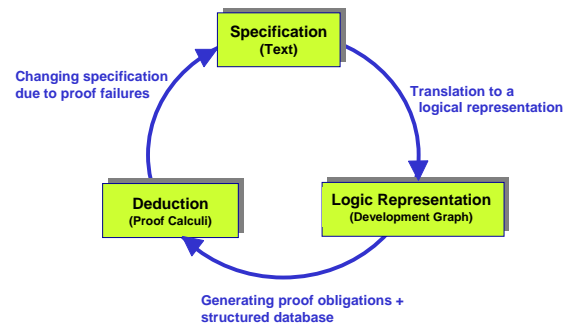 Specification
(Text)
Changing specification
due to proof failures
Translation to a
logical representation
Deduction
(Proof Calculi)
Logic Representation
(Development Graph)
Generating proof obligations +
structured database